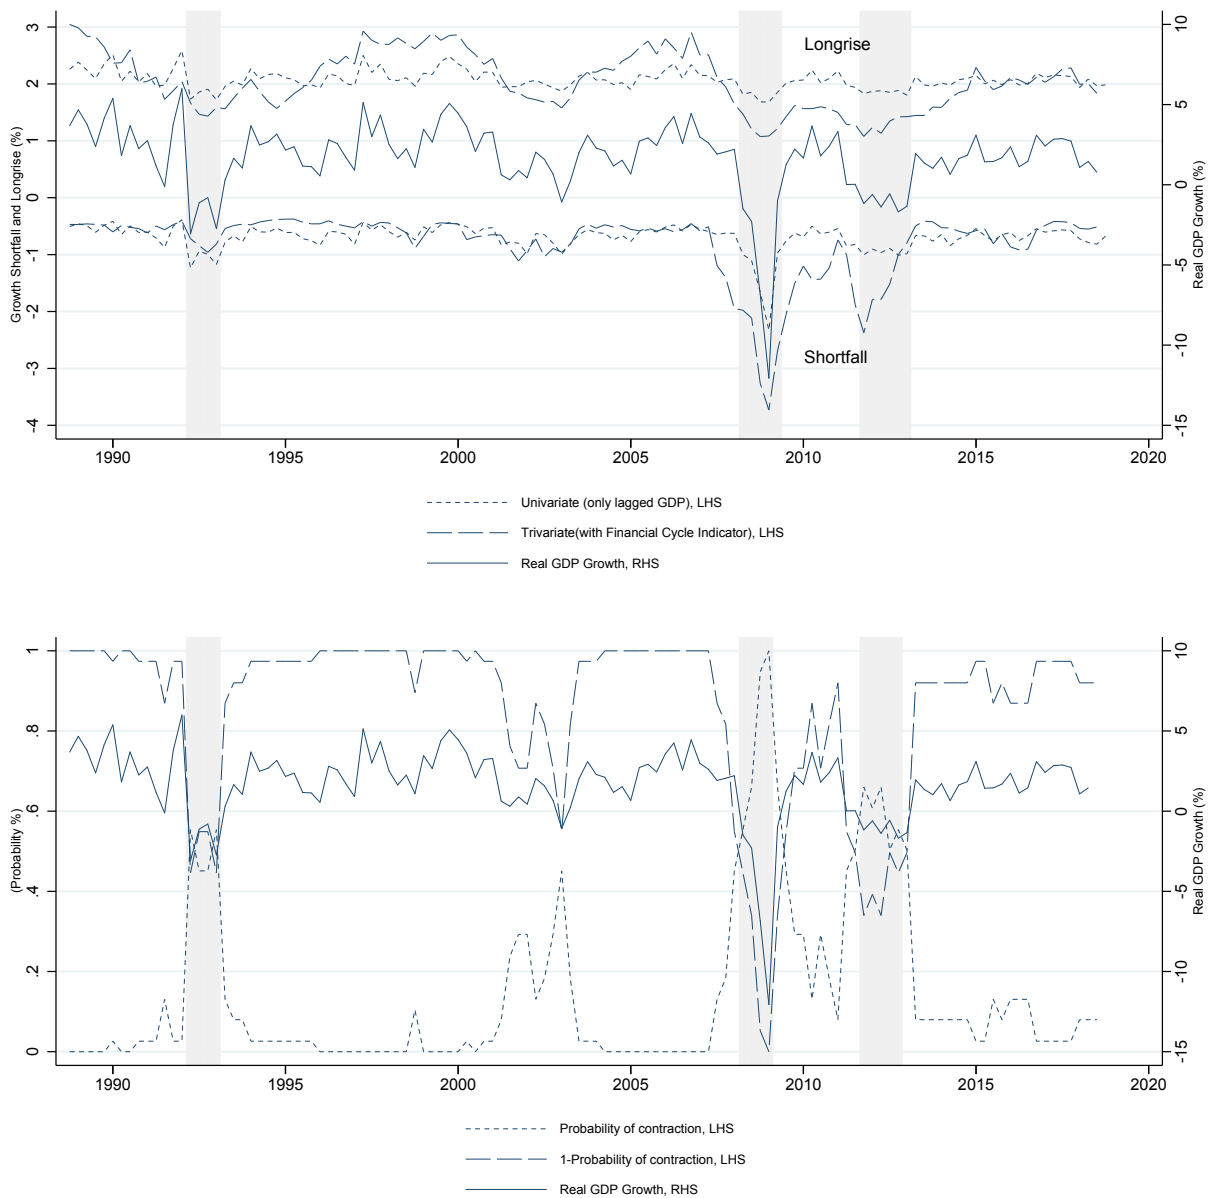 Growth Shortfall and Longrise (%)
3
2
1
0
-1
-2
-3
-4
Longrise
Shortfall
10
5
0
-5
-10
-15
Real GDP Growth (%)
1990 1995 2000 2005 2010 2015 2020
Univariate (only lagged GDP), LHS
Trivariate(with Financial Cycle Indicator), LHS
Real GDP Growth, RHS
(Probability %)
1
.8
.6
.4
.2
0
10
5
0
-5
-10
-15
Real GDP Growth (%)
1990 1995 2000 2005 2010 2015 2020
Probability of contraction, LHS
1-Probability of contraction, LHS
Real GDP Growth, RHS